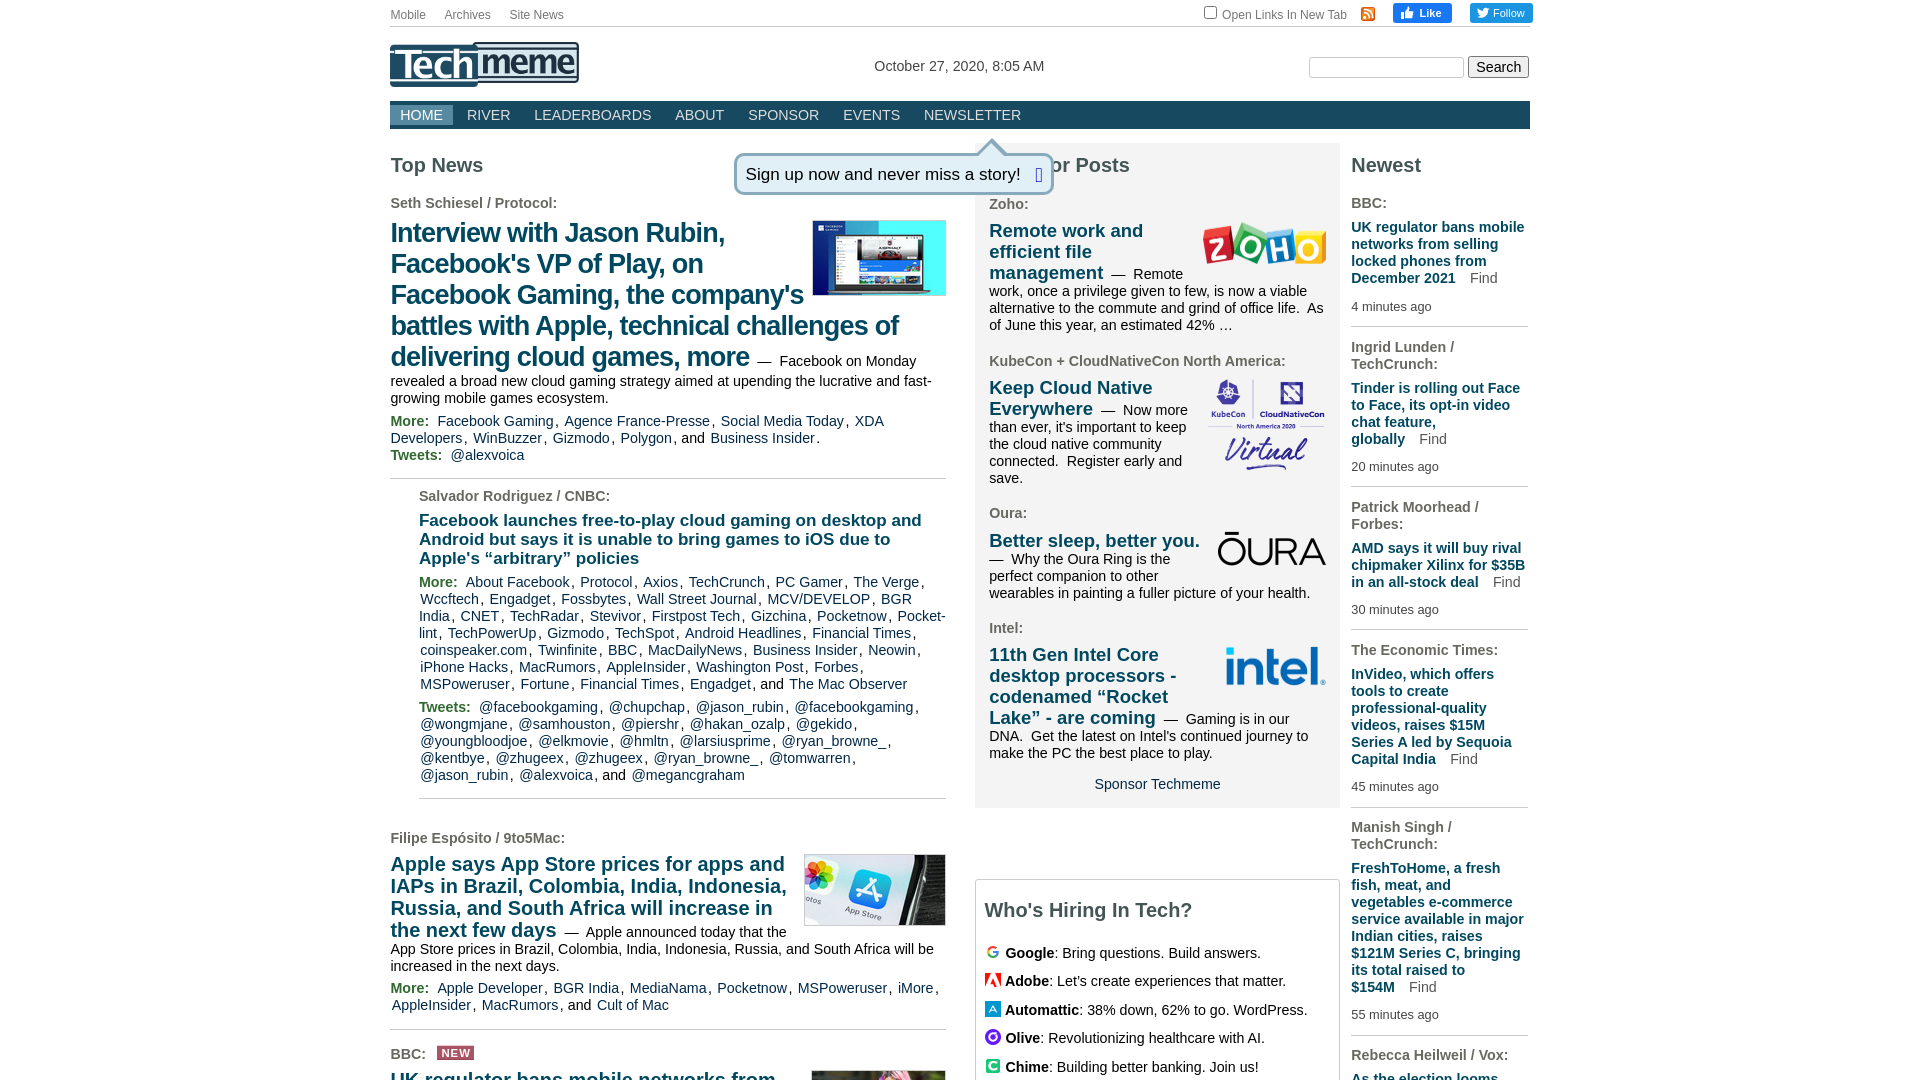 Mobile Archives Site News
Open Links In New Tab
Like
Follow
Techmeme
October 27, 2020, 8:05 AM
Search
HOME RIVER LEADERBOARDS ABOUT SPONSOR EVENTS NEWSLETTER
Sign up now and never miss a story!
Top News
Seth Schiesel / Protocol:
Interview with Jason Rubin,
Facebook's VP of Play, on
Facebook Gaming, the company's
battles with Apple, technical challenges of
delivering cloud games, more — Facebook on Monday
revealed a broad new cloud gaming strategy aimed at upending the lucrative and fast-
growing mobile games ecosystem.
More: Facebook Gaming, Agence France-Presse, Social Media Today, XDA
Developers, WinBuzzer, Gizmodo, Polygon, and Business Insider.
Tweets: @alexvoica
Salvador Rodriguez / CNBC:
Facebook launches free-to-play cloud gaming on desktop and
Android but says it is unable to bring games to iOS due to
Apple's “arbitrary” policies
More: About Facebook, Protocol, Axios, TechCrunch, PC Gamer, The Verge,
Wccftech, Engadget, Fossbytes, Wall Street Journal, MCV/DEVELOP, BGR
India, CNET, TechRadar, Stevivor, Firstpost Tech, Gizchina, Pocketnow, Pocket-
lint, TechPowerUp, Gizmodo, TechSpot, Android Headlines, Financial Times,
coinspeaker.com, Twinfinite, BBC, MacDailyNews, Business Insider, Neowin,
iPhone Hacks, MacRumors, AppleInsider, Washington Post, Forbes,
MSPoweruser, Fortune, Financial Times, Engadget, and The Mac Observer
Tweets: @facebookgaming, @chupchap, @jason_rubin, @facebookgaming,
@wongmjane, @samhouston, @piershr, @hakan_ozalp, @gekido,
@youngbloodjoe, @elkmovie, @hmltn, @larsiusprime, @ryan_browne_,
@kentbye, @zhugeex, @zhugeex, @ryan_browne_, @tomwarren,
@jason_rubin, @alexvoica, and @megancgraham
Filipe Espósito / 9to5Mac:
Apple says App Store prices for apps and
IAPs in Brazil, Colombia, India, Indonesia,
Russia, and South Africa will increase in
the next few days — Apple announced today that the
App Store prices in Brazil, Colombia, India, Indonesia, Russia, and South Africa will be
increased in the next days.
App Store
More: Apple Developer, BGR India, MediaNama, Pocketnow, MSPoweruser, iMore,
AppleInsider, MacRumors, and Cult of Mac
BBC: NEW
UK regulator bans mobile networks from
or Posts
Zoho:
Remote work and
efficient file
management — Remote
work, once a privilege given to few, is now a viable
alternative to the commute and grind of office life. As
of June this year, an estimated 42% …
ZOHO
KubeCon + CloudNativeCon North America:
Keep Cloud Native
Everywhere — Now more
than ever, it's important to keep
the cloud native community
connected. Register early and
save.
KubeCon CloudNativeCon
North America 2020
Virtual
Oura:
Better sleep, better you.
— Why the Oura Ring is the
perfect companion to other
wearables in painting a fuller picture of your health.
ŌURA
Intel:
11th Gen Intel Core
desktop processors -
codenamed “Rocket
Lake” - are coming — Gaming is in our
DNA. Get the latest on Intel's continued journey to
make the PC the best place to play.
intel
Sponsor Techmeme
Who's Hiring In Tech?
Google: Bring questions. Build answers.
Adobe: Let’s create experiences that matter.
Automattic: 38% down, 62% to go. WordPress.
Olive: Revolutionizing healthcare with AI.
Chime: Building better banking. Join us!
Newest
BBC:
UK regulator bans mobile
networks from selling
locked phones from
December 2021 Find
4 minutes ago
Ingrid Lunden /
TechCrunch:
Tinder is rolling out Face
to Face, its opt-in video
chat feature,
globally Find
20 minutes ago
Patrick Moorhead /
Forbes:
AMD says it will buy rival
chipmaker Xilinx for $35B
in an all-stock deal Find
30 minutes ago
The Economic Times:
InVideo, which offers
tools to create
professional-quality
videos, raises $15M
Series A led by Sequoia
Capital India Find
45 minutes ago
Manish Singh /
TechCrunch:
FreshToHome, a fresh
fish, meat, and
vegetables e-commerce
service available in major
Indian cities, raises
$121M Series C, bringing
its total raised to
$154M Find
55 minutes ago
Rebecca Heilweil / Vox:
As the election looms